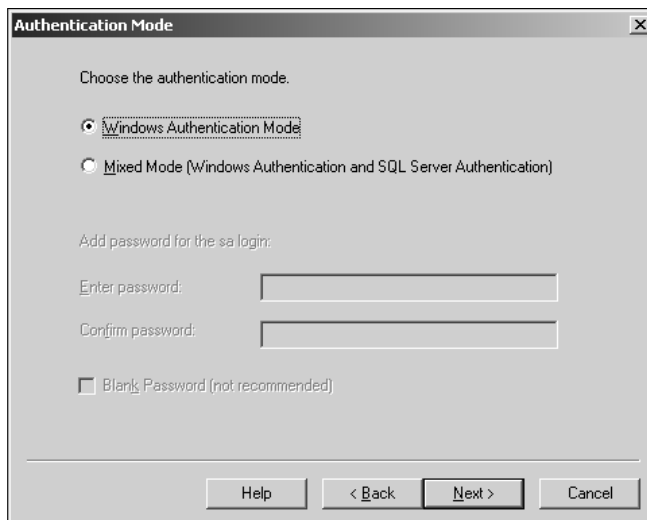 Authentication Mode
Choose the authentication mode.
Windows Authentication Mode
Mixed Mode (Windows Authentication and SQL Server Authentication)
Add password for the sa login:
Enter password:
Confirm password:
Blank Password (not recommended)
Help < Back Next > Cancel